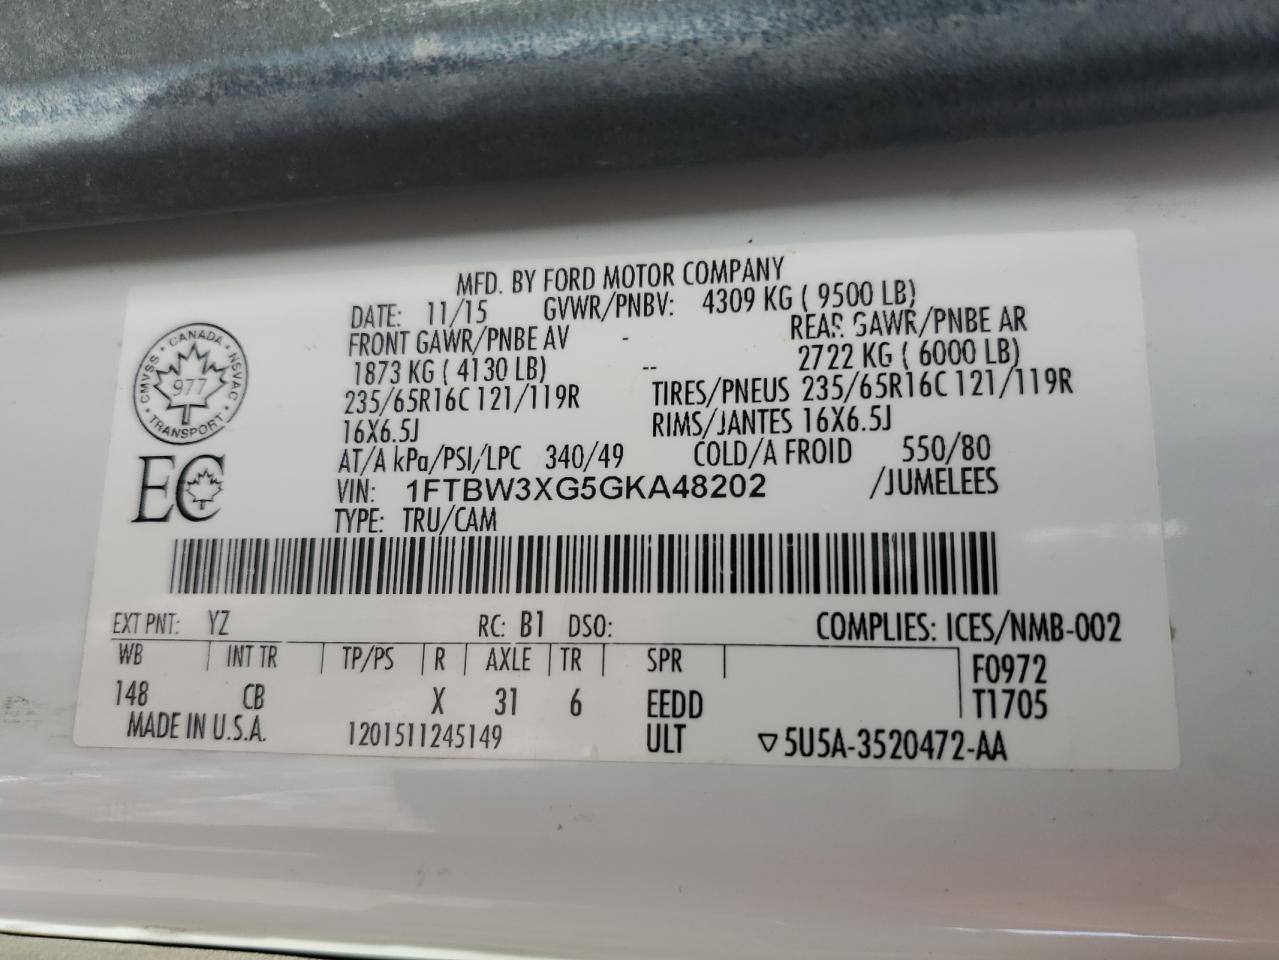 MFD. BY FORD MOTOR COMPANY
DATE: 11/15 GVWR/PNBV: 4309 KG ( 9500 LB)
FRONT GAWR/PNBE AV - REAR GAWR/PNBE AR
1873 KG ( 4130 LB) -- 2722 KG ( 6000 LB)
235/65R16C 121/119R TIRES/PNEUS 235/65R16C 121/119R
16X6.5J RIMS/JANTES 16X6.5J
AT/A kPa/PSI/LPC 340/49 COLD/A FROID 550/80
VIN: 1FTBW3XG5GKA48202 /JUMELEES
TYPE: TRU/CAM
CANADA
CMVSS NSVAC
977
TRANSPORT
EC
EXT PNT: YZ RC: B1 DSO: COMPLIES: ICES/NMB-002
WB INT TR TP/PS R AXLE TR SPR F0972
148 CB X 31 6 EEDD T1705
MADE IN U.S.A. 1201511245149 ULT ▽5U5A-3520472-AA